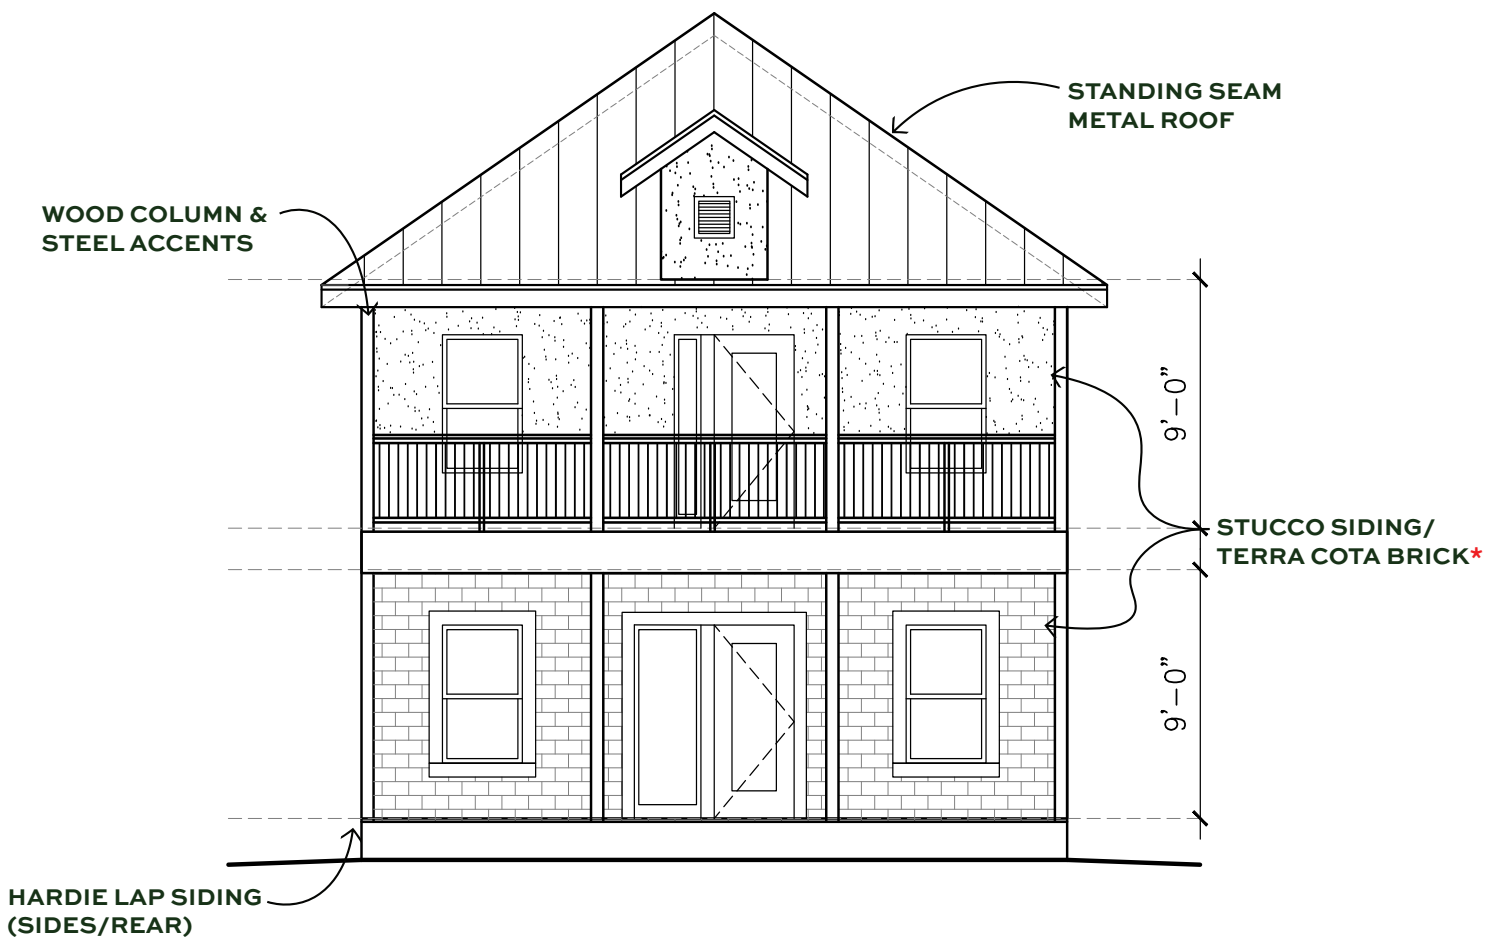 STANDING SEAM
METAL ROOF
WOOD COLUMN &
STEEL ACCENTS
9'–0"
STUCCO SIDING/
TERRA COTA BRICK*
9'–0"
HARDIE LAP SIDING
(SIDES/REAR)